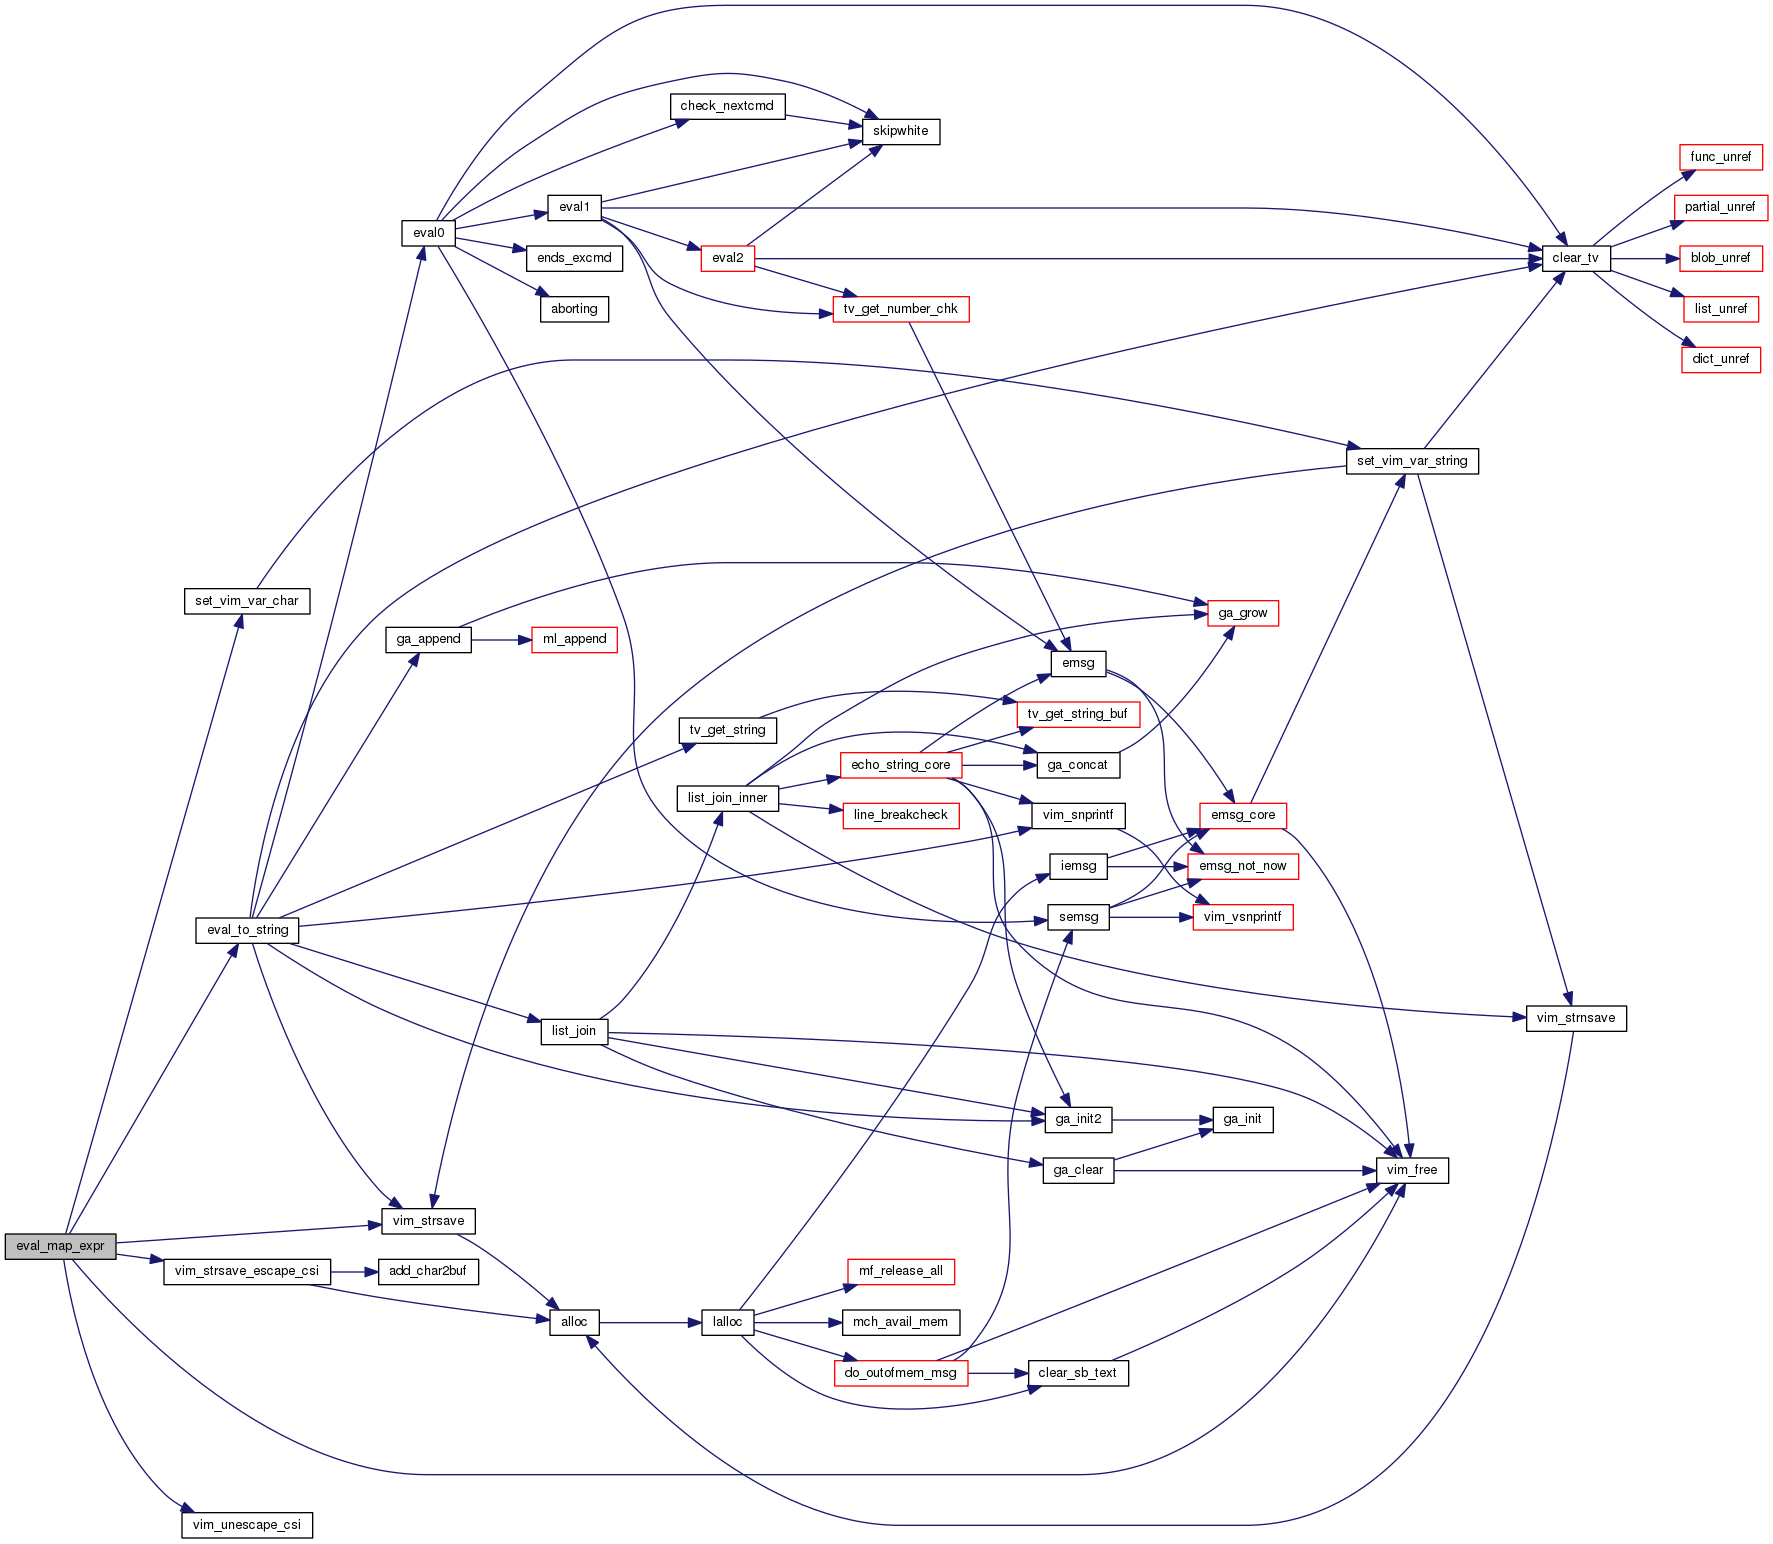 check_nextcmd
skipwhite
func_unref
eval1
partial_unref
eval0
ends_excmd
eval2
clear_tv
blob_unref
aborting
tv_get_number_chk
list_unref
dict_unref
set_vim_var_string
set_vim_var_char
ga_append
ml_append
ga_grow
emsg
tv_get_string
tv_get_string_buf
echo_string_core
ga_concat
list_join_inner
line_breakcheck
vim_snprintf
emsg_core
iemsg
emsg_not_now
eval_to_string
semsg
vim_vsnprintf
list_join
vim_strnsave
ga_init2
ga_init
ga_clear
vim_free
vim_strsave
eval_map_expr
vim_strsave_escape_csi
add_char2buf
mf_release_all
alloc
lalloc
mch_avail_mem
do_outofmem_msg
clear_sb_text
vim_unescape_csi